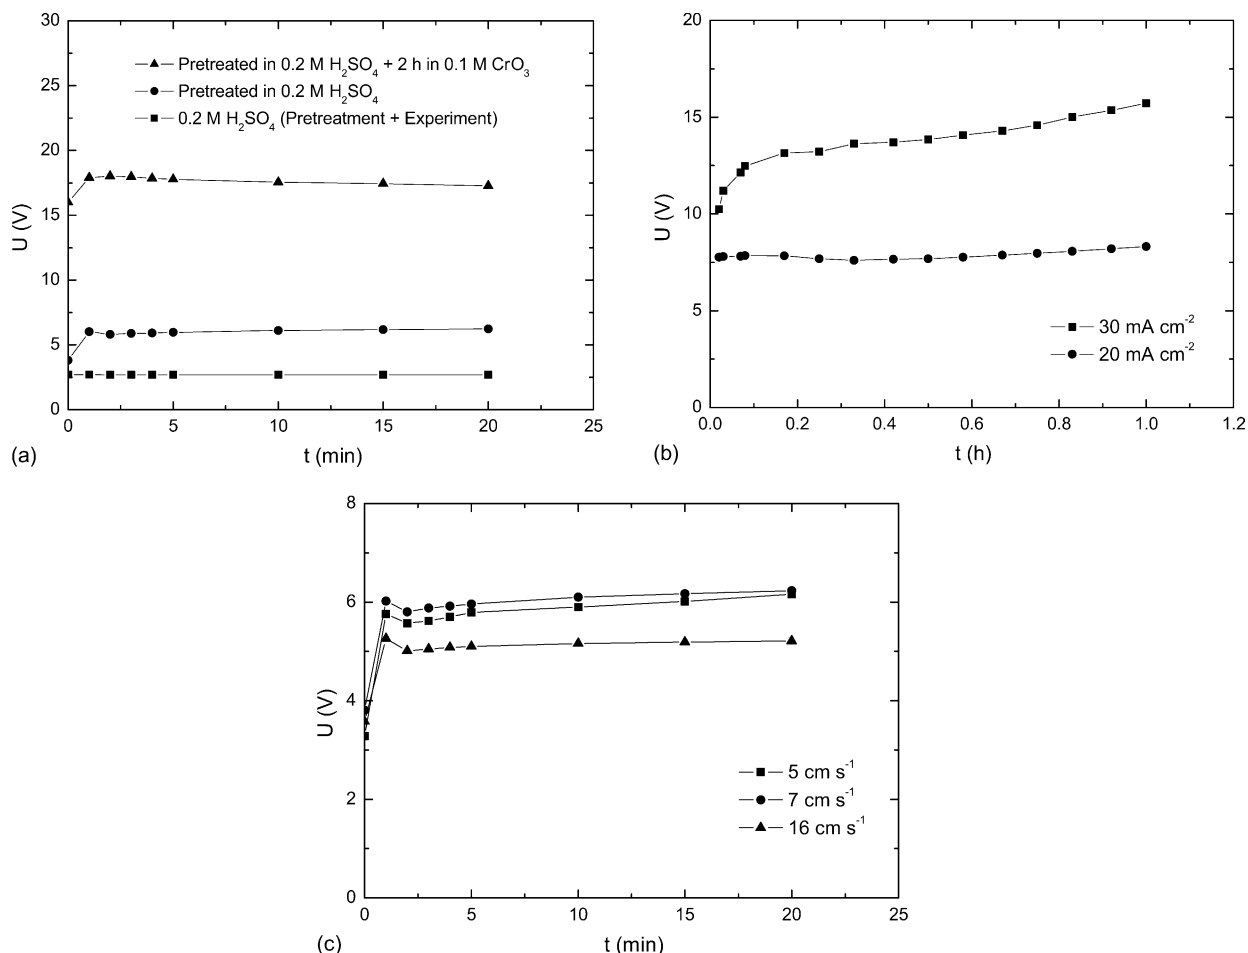 30
25
20
15
10
5
0
U (V)
Pretreated in 0.2 M H₂SO₄ + 2 h in 0.1 M CrO₃
Pretreated in 0.2 M H₂SO₄
0.2 M H₂SO₄ (Pretreatment + Experiment)
0 5 10 15 20 25
t (min)
(a)
20
15
10
5
0
U (V)
30 mA cm⁻²
20 mA cm⁻²
0.0 0.2 0.4 0.6 0.8 1.0 1.2
t (h)
(b)
8
6
4
2
0
U (V)
5 cm s⁻¹
7 cm s⁻¹
16 cm s⁻¹
0 5 10 15 20 25
t (min)
(c)